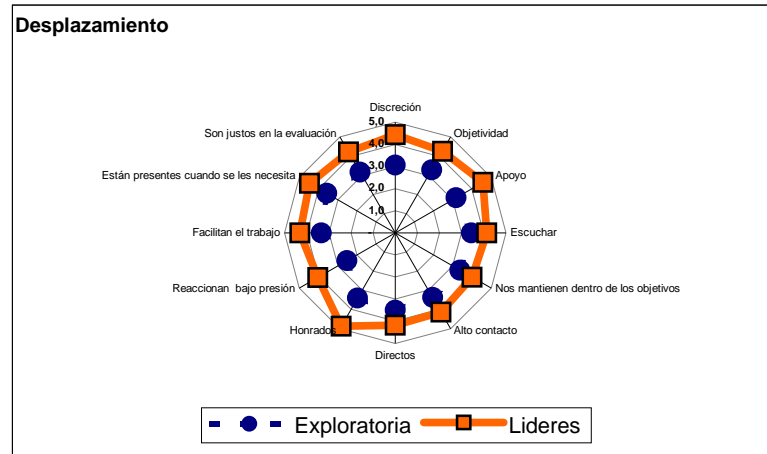 Desplazamiento
Discreción
5,0
Son justos en la evaluación
Objetividad
4,0
3,0
Están presentes cuando se les necesita
Apoyo
2,0
1,0
Facilitan el trabajo
-
Escuchar
Reaccionan  bajo presión
Nos mantienen dentro de los objetivos
Honrados
Alto contacto
Directos
Exploratoria
Lideres